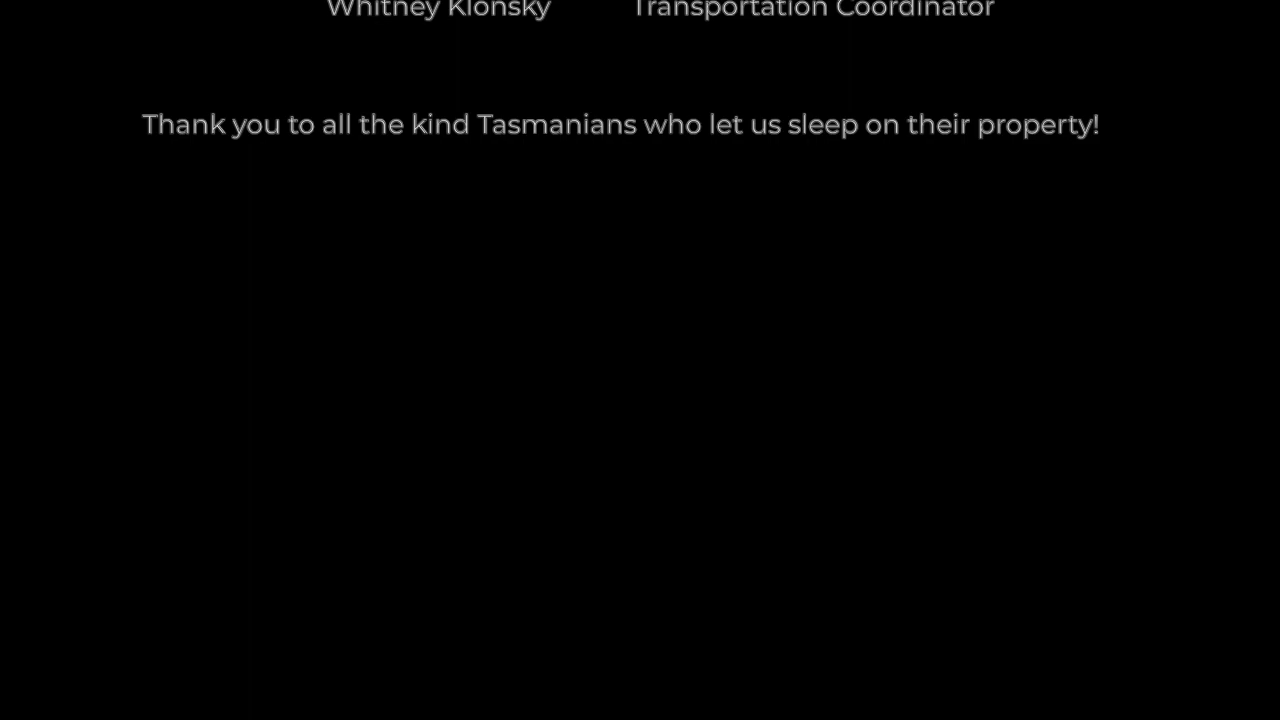 Whitney Klonsky Transportation Coordinator
Thank you to all the kind Tasmanians who let us sleep on their property!